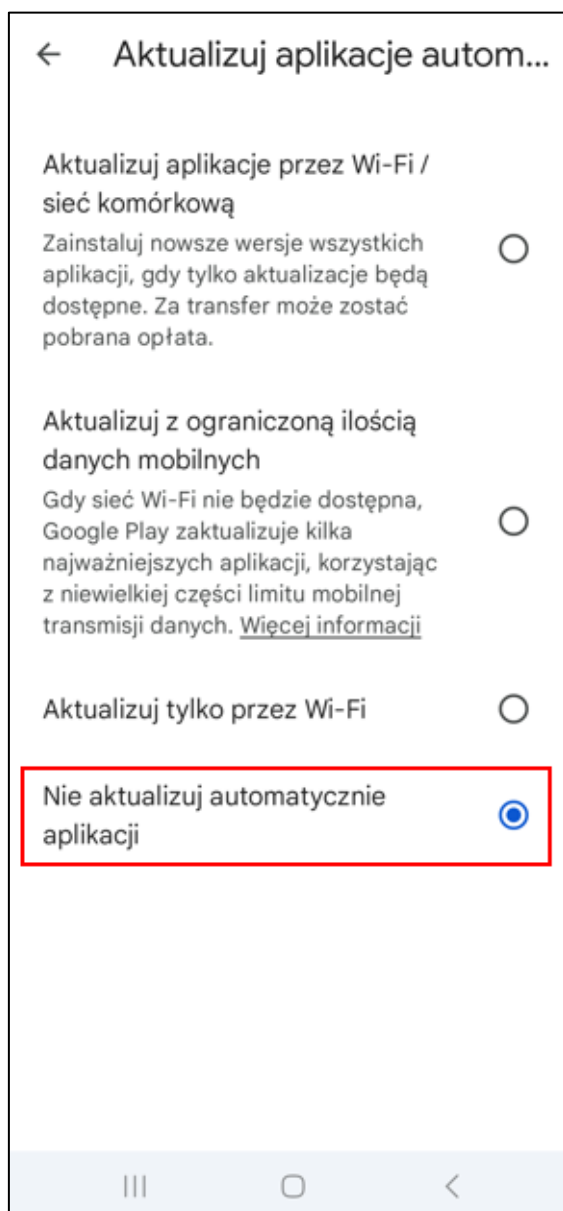 Aktualizuj aplikacje autom...
Aktualizuj aplikacje przez Wi-Fi /
sieć komórkową
Zainstaluj nowsze wersje wszystkich
aplikacji, gdy tylko aktualizacje będą
dostępne. Za transfer może zostać
pobrana opłata.
Aktualizuj z ograniczoną ilością
danych mobilnych
Gdy sieć Wi-Fi nie będzie dostępna,
Google Play zaktualizuje kilka
najważniejszych aplikacji, korzystając
z niewielkiej części limitu mobilnej
transmisji danych. Więcej informacji
Aktualizuj tylko przez Wi-Fi
Nie aktualizuj automatycznie
aplikacji